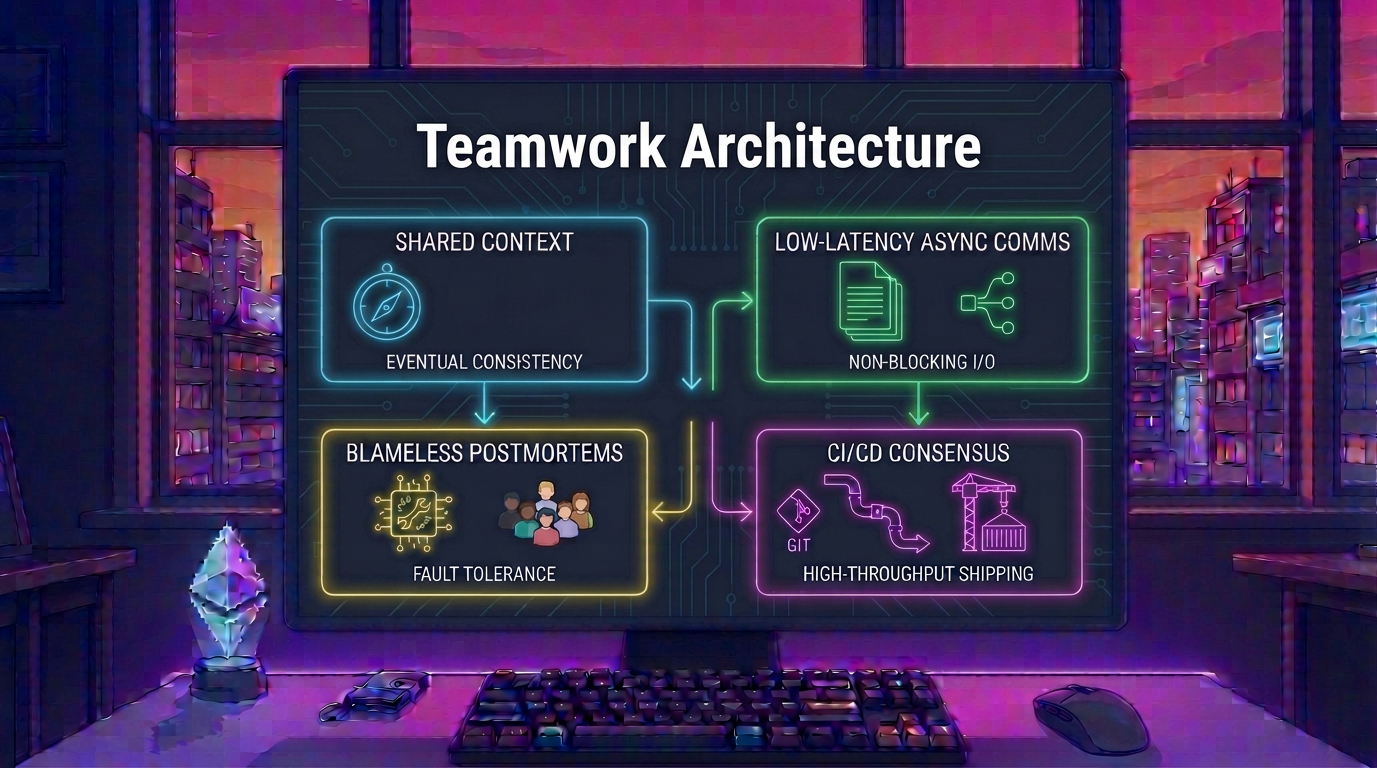 Teamwork Architecture
SHARED CONTEXT
EVENTUAL CONSISTENCY
LOW-LATENCY ASYNC COMMS
NON-BLOCKING I/O
BLAMELESS POSTMORTEMS
FAULT TOLERANCE
CI/CD CONSENSUS
GIT
HIGH-THROUGHPUT SHIPPING